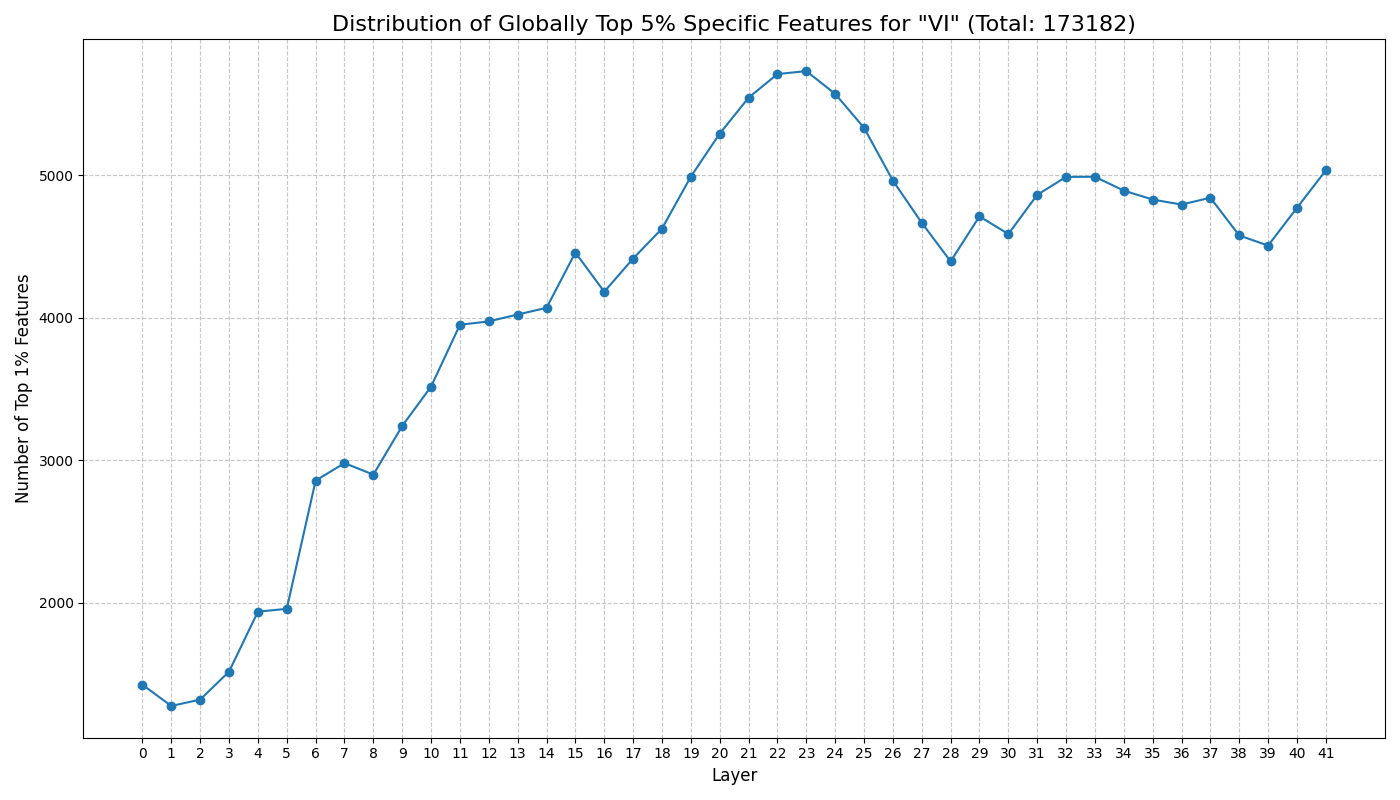 Distribution of Globally Top 5% Specific Features for "VI" (Total: 173182)
Number of Top 1% Features
5000
4000
3000
2000
0 1 2 3 4 5 6 7 8 9 10 11 12 13 14 15 16 17 18 19 20 21 22 23 24 25 26 27 28 29 30 31 32 33 34 35 36 37 38 39 40 41
Layer